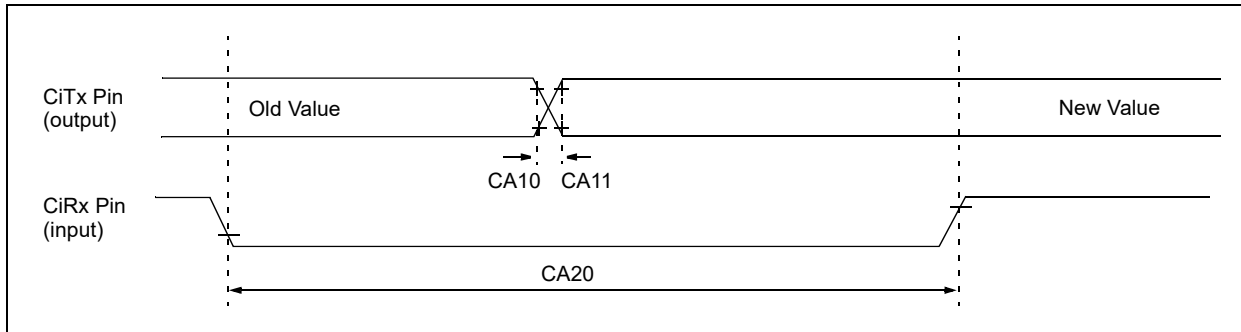 CiTx Pin
(output)
Old Value
New Value
CA10 CA11
CiRx Pin
(input)
CA20